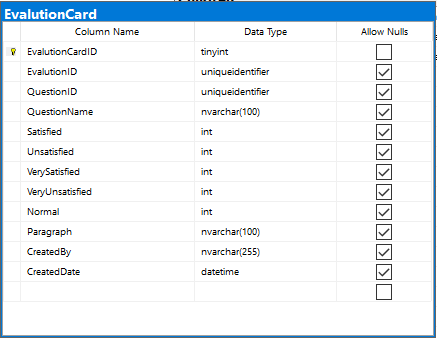 EvalutionCard
Column Name Data Type Allow Nulls
EvalutionCardID tinyint
EvalutionID uniqueidentifier
QuestionID uniqueidentifier
QuestionName nvarchar(100)
Satisfied int
Unsatisfied int
VerySatisfied int
VeryUnsatisfied int
Normal int
Paragraph nvarchar(100)
CreatedBy nvarchar(255)
CreatedDate datetime